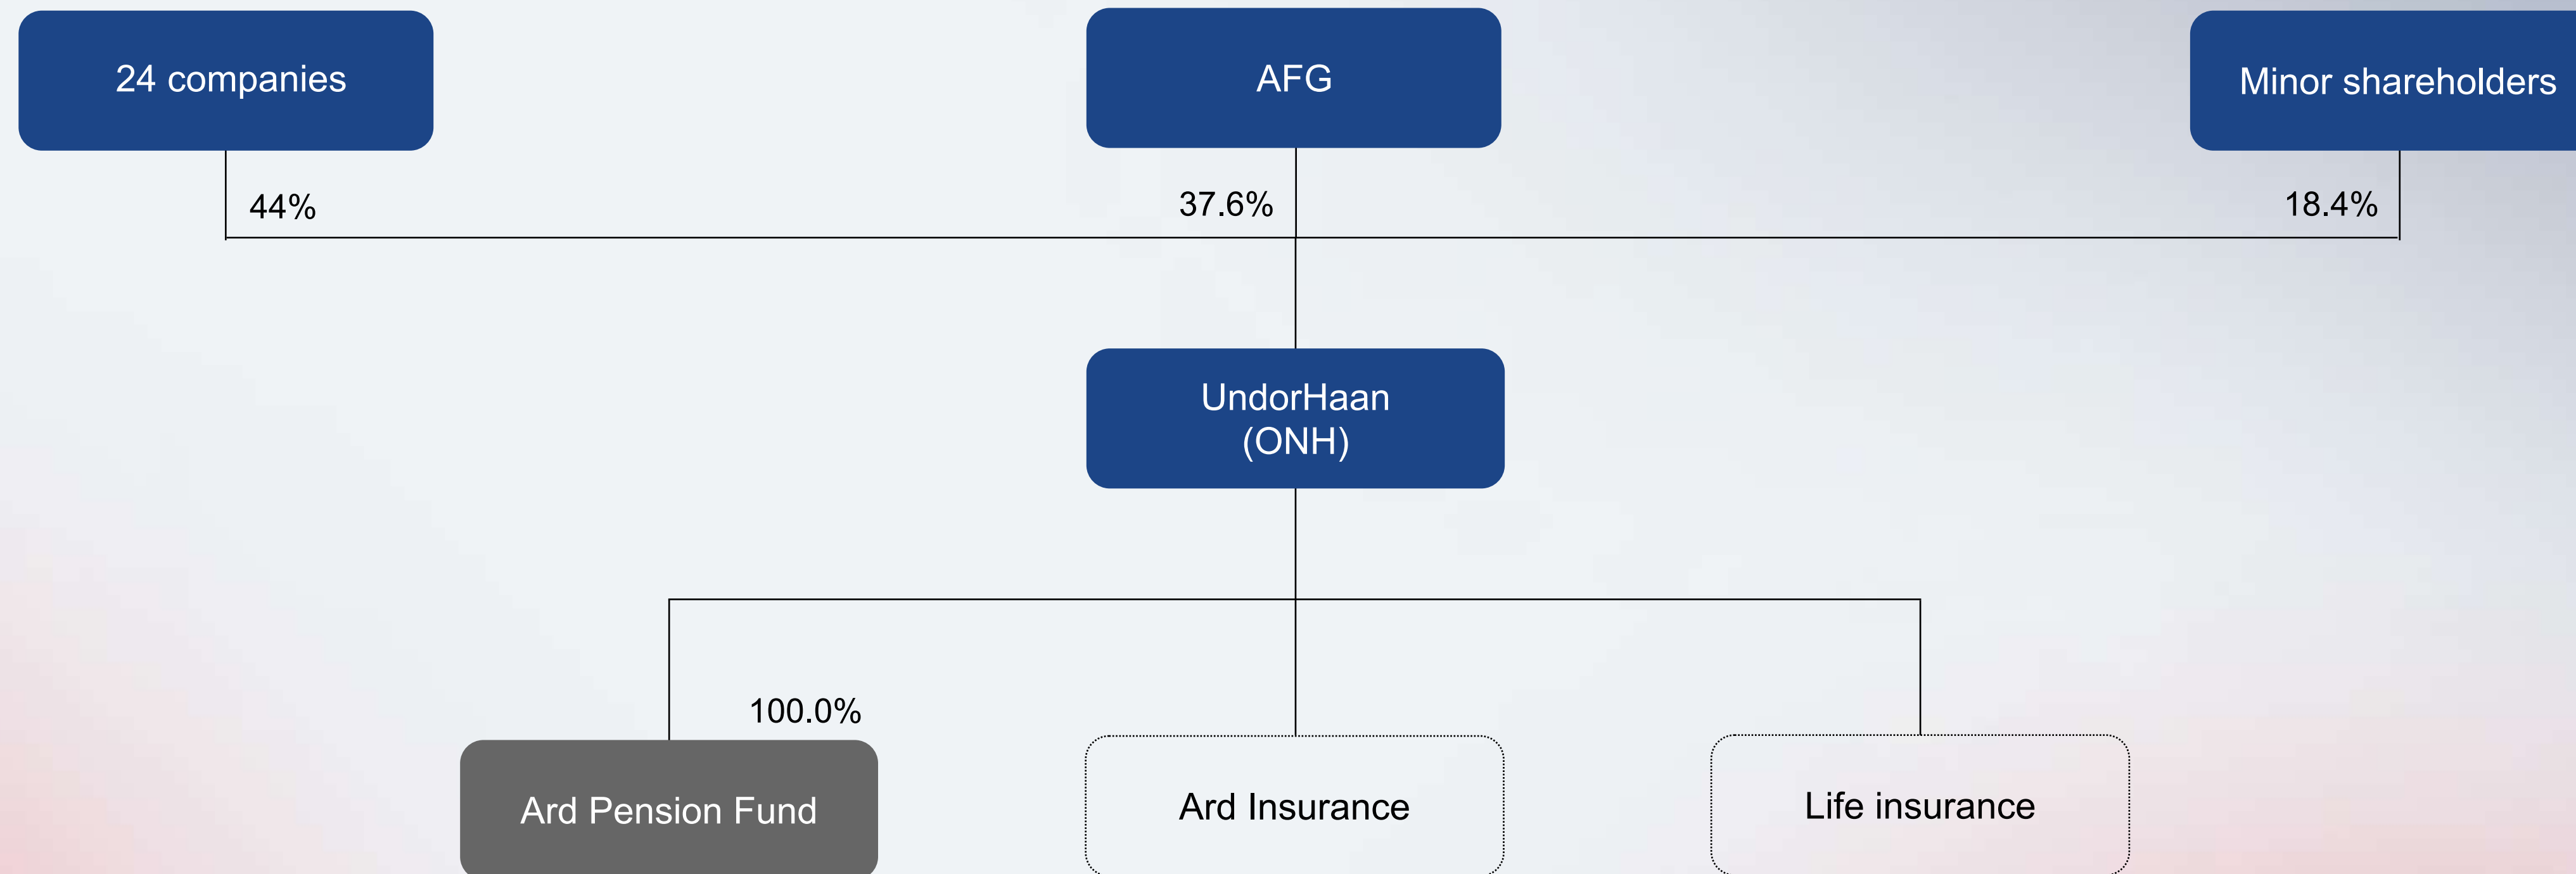 24 companies
AFG
Minor shareholders
44%
37.6%
18.4%
UndorHaan
(ONH)
100.0%
Ard Pension Fund
Ard Insurance
Life insurance